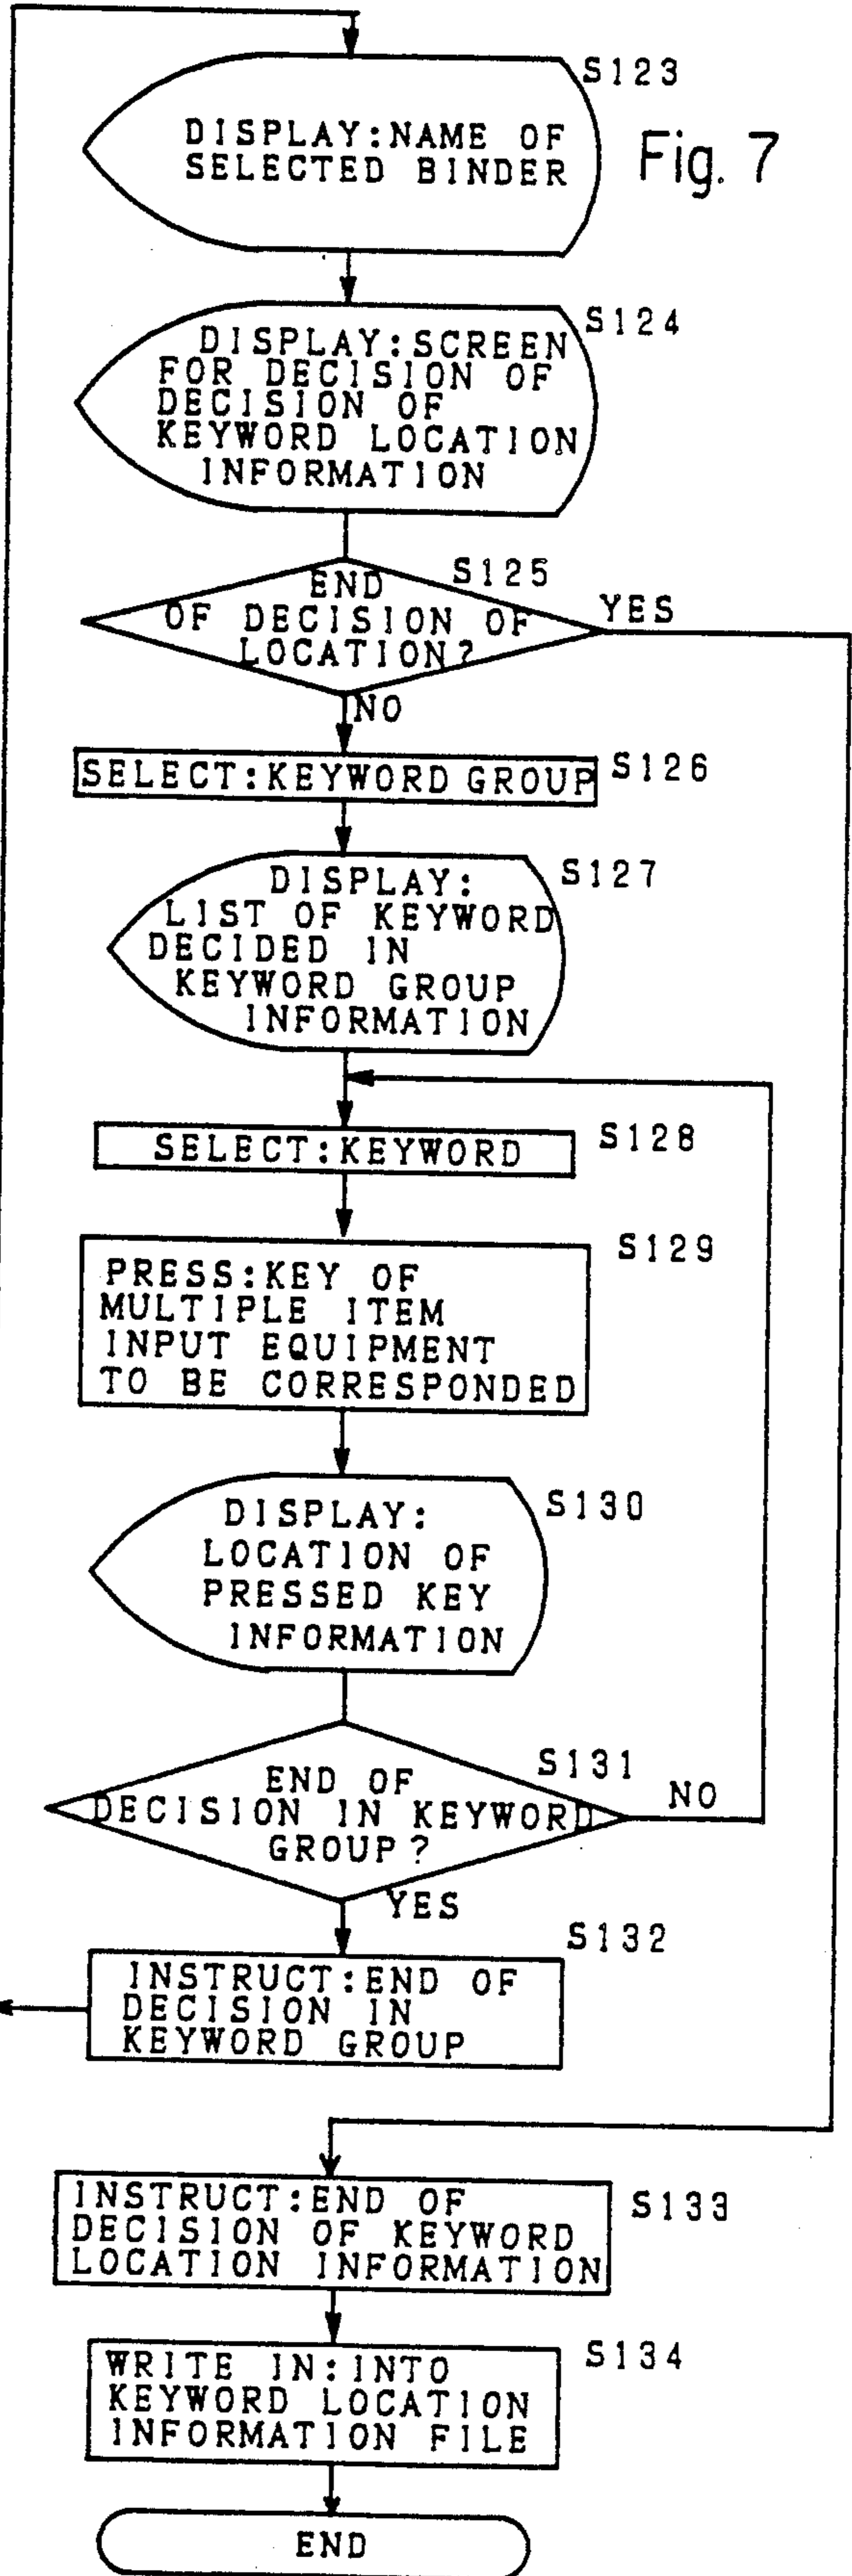 S123
DISPLAY:NAME OF
SELECTED BINDER
Fig. 7
S124
DISPLAY:SCREEN
FOR DECISION OF
DECISION OF
KEYWORD LOCATION
INFORMATION
S125
END
OF DECISION OF
LOCATION?
YES
NO
SELECT:KEYWORD GROUP
S126
S127
DISPLAY:
LIST OF KEYWORD
DECIDED IN
KEYWORD GROUP
INFORMATION
S128
SELECT:KEYWORD
S129
PRESS:KEY OF
MULTIPLE ITEM
INPUT EQUIPMENT
TO BE CORRESPONDED
S130
DISPLAY:
LOCATION OF
PRESSED KEY
INFORMATION
S131
END OF
DECISION IN KEYWORD
GROUP?
NO
YES
S132
INSTRUCT:END OF
DECISION IN
KEYWORD GROUP
S133
INSTRUCT:END OF
DECISION OF KEYWORD
LOCATION INFORMATION
S134
WRITE IN:INTO
KEYWORD LOCATION
INFORMATION FILE
END